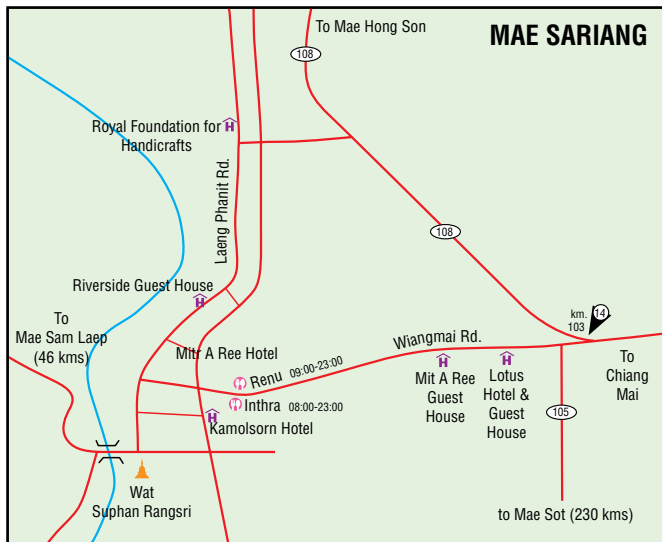 MAE SARIANG
To Mae Hong Son
108
Royal Foundation for
Handicrafts
Laeng Phanit Rd.
108
Riverside Guest House
km.
103
14
To
Mae Sam Laep
(46 kms)
Mitr A Ree Hotel
Wiangmai Rd.
To
Chiang
Mai
Renu 09:00-23:00
Inthra 08:00-23:00
Kamolsorn Hotel
Mit A Ree
Guest
House
Lotus
Hotel &
Guest
House
105
Wat
Suphan Rangsri
to Mae Sot (230 kms)